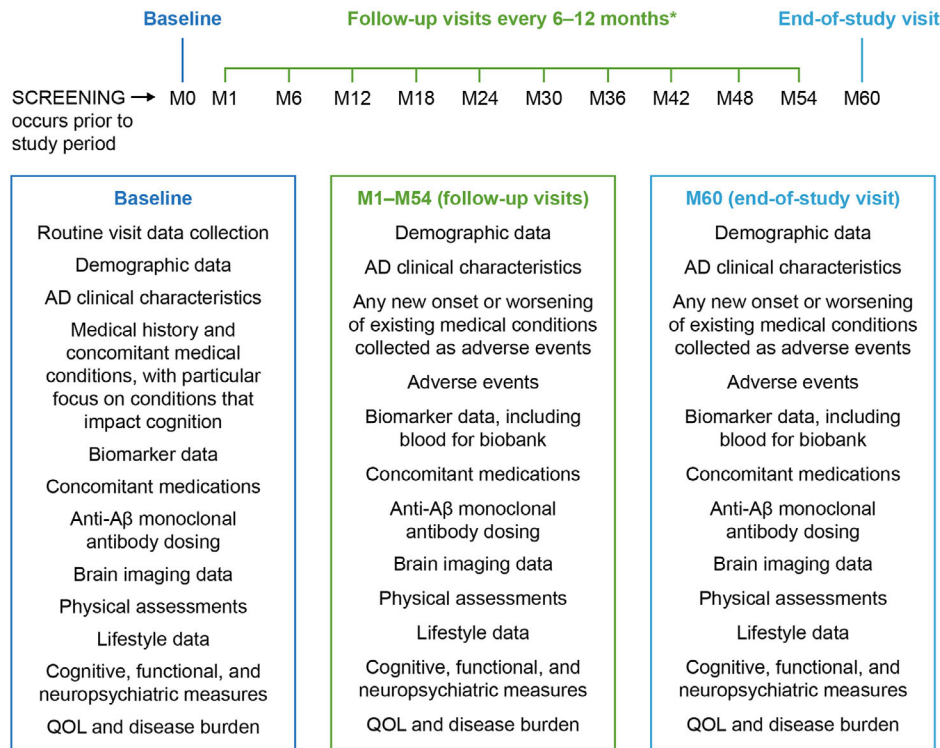 Baseline
Follow-up visits every 6–12 months*
End-of-study visit
SCREENING → M0 M1 M6 M12 M18 M24 M30 M36 M42 M48 M54 M60
occurs prior to
study period
Baseline
Routine visit data collection
Demographic data
AD clinical characteristics
Medical history and
concomitant medical
conditions, with particular
focus on conditions that
impact cognition
Biomarker data
Concomitant medications
Anti-Aβ monoclonal
antibody dosing
Brain imaging data
Physical assessments
Lifestyle data
Cognitive, functional, and
neuropsychiatric measures
QOL and disease burden
M1–M54 (follow-up visits)
Demographic data
AD clinical characteristics
Any new onset or worsening
of existing medical conditions
collected as adverse events
Adverse events
Biomarker data, including
blood for biobank
Concomitant medications
Anti-Aβ monoclonal
antibody dosing
Brain imaging data
Physical assessments
Lifestyle data
Cognitive, functional, and
neuropsychiatric measures
QOL and disease burden
M60 (end-of-study visit)
Demographic data
AD clinical characteristics
Any new onset or worsening
of existing medical conditions
collected as adverse events
Adverse events
Biomarker data, including
blood for biobank
Concomitant medications
Anti-Aβ monoclonal
antibody dosing
Brain imaging data
Physical assessments
Lifestyle data
Cognitive, functional, and
neuropsychiatric measures
QOL and disease burden